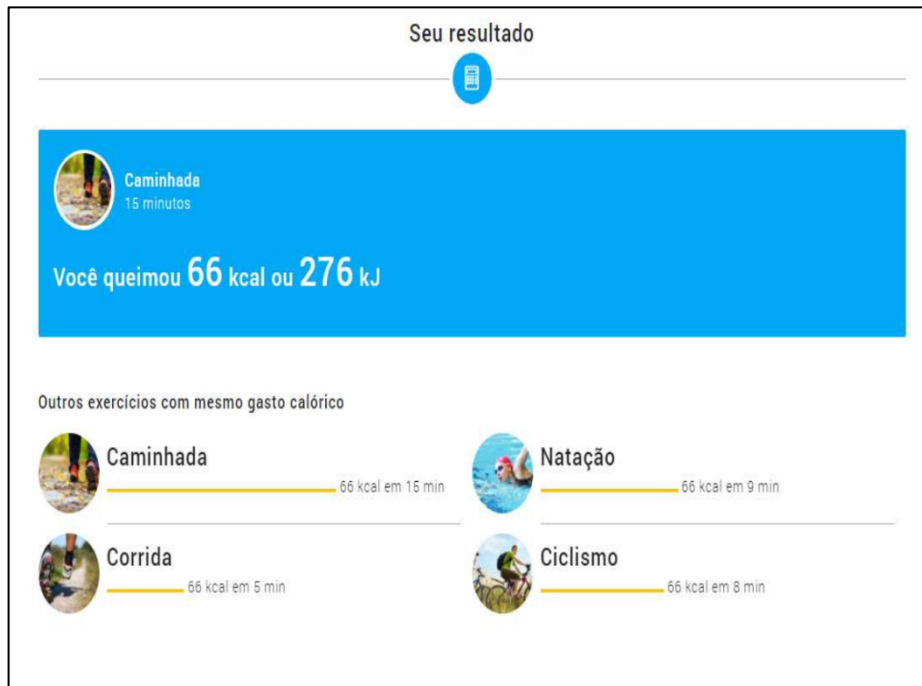 Seu resultado
Caminhada
15 minutos
Você queimou 66 kcal ou 276 kJ
Outros exercícios com mesmo gasto calórico
Caminhada
66 kcal em 15 min
Natação
66 kcal em 9 min
Corrida
66 kcal em 5 min
Ciclismo
66 kcal em 8 min